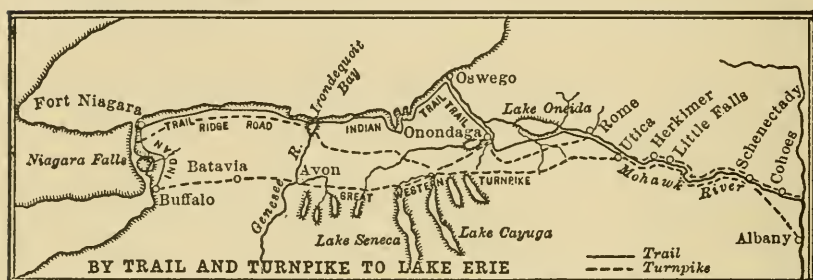 Irondequoit
Bay
Oswego
Fort Niagara
Lake Oneida
Rome
TRAIL RIDGE ROAD
INDIAN TRAIL
TRAIL
Onondaga
Utica
Herkimer
Little Falls
Schenectady
Cohoes
Niagara Falls
Batavia
R.
Avon
Genesee
GREAT WESTERN TURNPIKE
Mohawk River
Buffalo
Lake Seneca
Lake Cayuga
Albany
BY TRAIL AND TURNPIKE TO LAKE ERIE
Trail
Turnpike